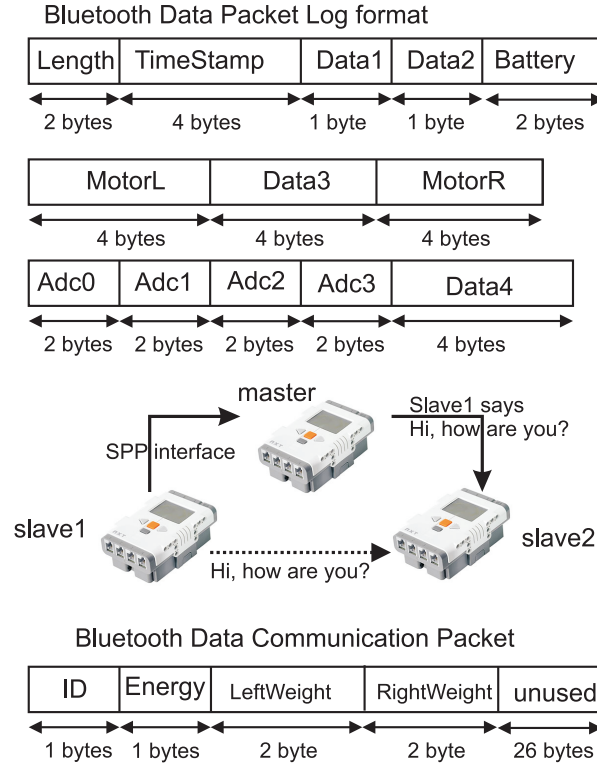 Bluetooth Data Packet Log format
Length TimeStamp Data1 Data2 Battery
2 bytes 4 bytes 1 byte 1 byte 2 bytes
MotorL Data3 MotorR
4 bytes 4 bytes 4 bytes
Adc0 Adc1 Adc2 Adc3 Data4
2 bytes 2 bytes 2 bytes 2 bytes 4 bytes
master
Slave1 says
Hi, how are you?
SPP interface
slave1
slave2
Hi, how are you?
Bluetooth Data Communication Packet
ID Energy LeftWeight RightWeight unused
1 bytes 1 bytes 2 byte 2 byte 26 bytes